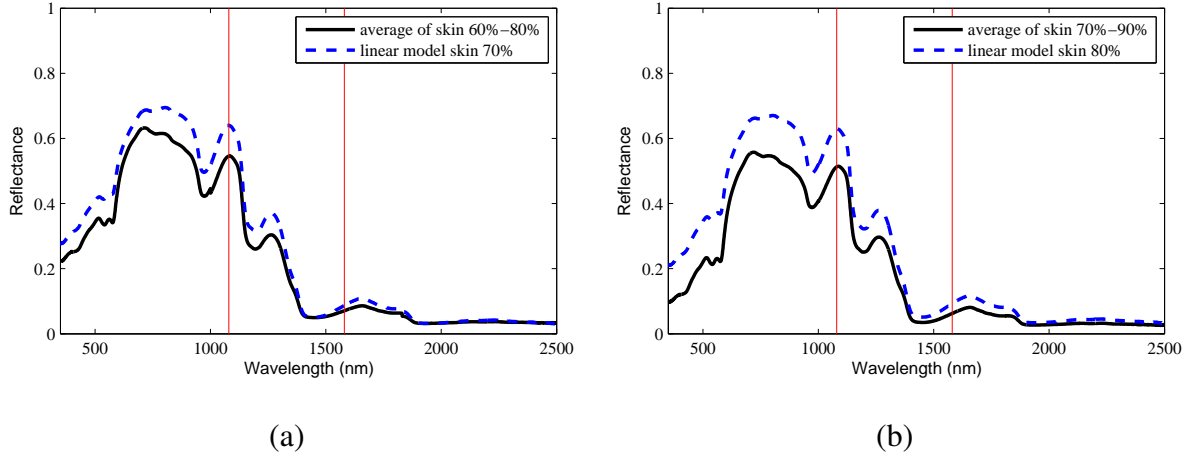 average of skin 60%−80%
linear model skin 70%
1
0.8
0.6
0.4
0.2
0
Reflectance
500 1000 1500 2000 2500
Wavelength (nm)
(a)
average of skin 70%−90%
linear model skin 80%
1
0.8
0.6
0.4
0.2
0
Reflectance
500 1000 1500 2000 2500
Wavelength (nm)
(b)